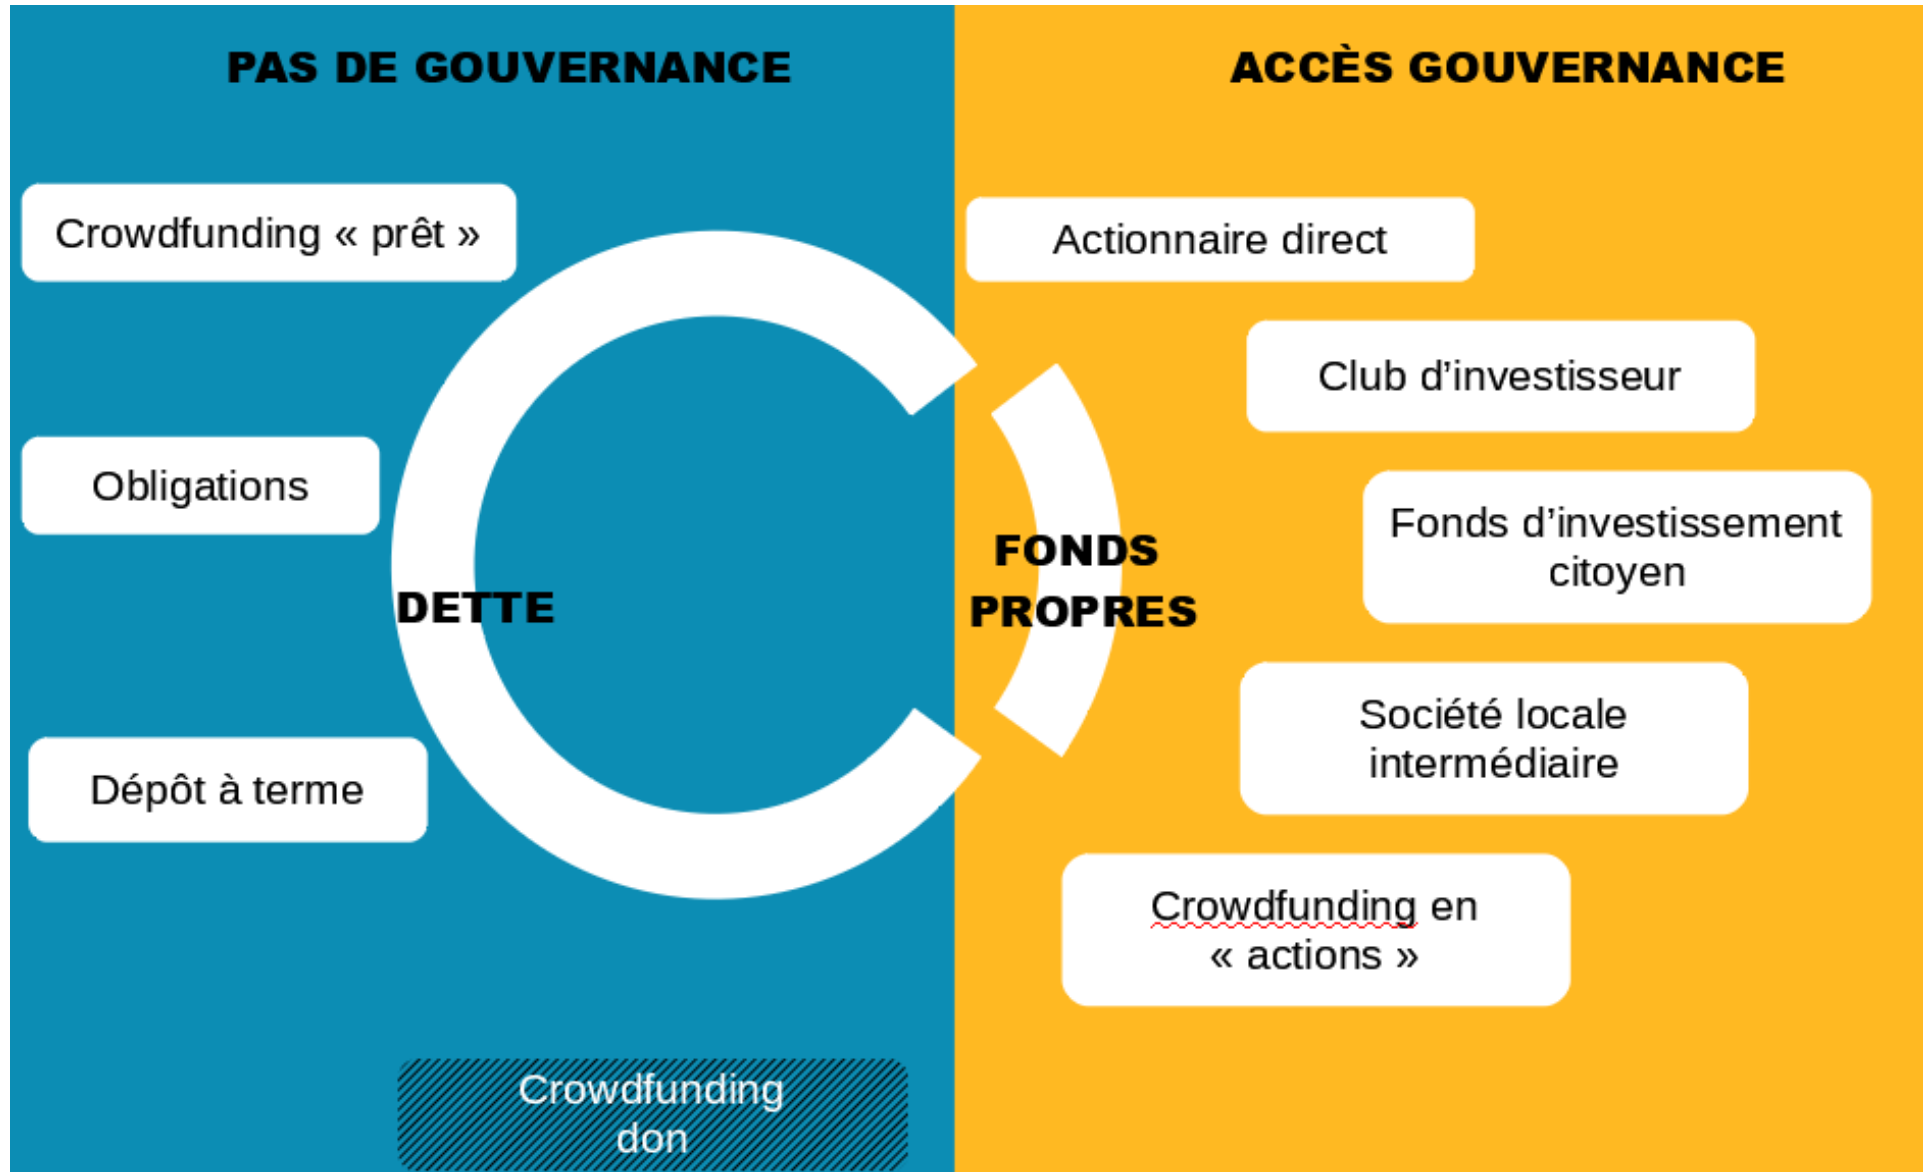 PAS DE GOUVERNANCE
Crowdfunding « prêt »
Obligations
DETTE
Dépôt à terme
Crowdfunding
don
ACCÈS GOUVERNANCE
Actionnaire direct
Club d’investisseur
Fonds d’investissement
citoyen
FONDS
PROPRES
Société locale
intermédiaire
Crowdfunding en
« actions »